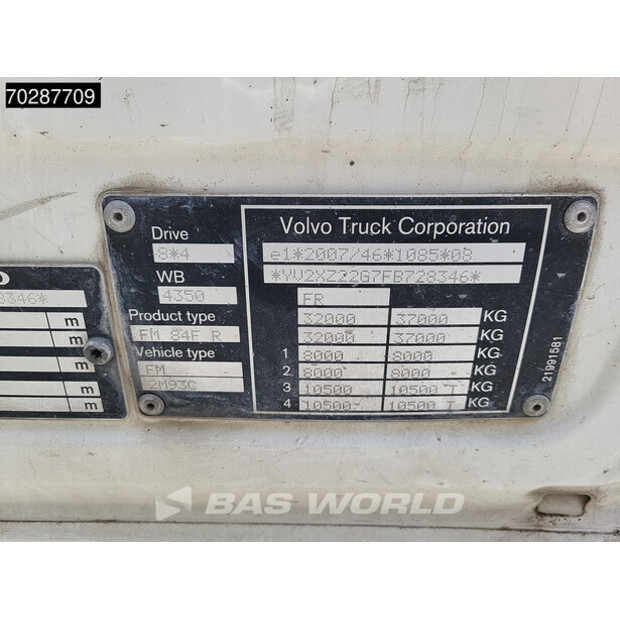 70287709
Volvo Truck Corporation
Drive
8*4
e1*2007/46*1085*08
*YV2XZ22G7FB728346*
WB
4350
FR
Product type
32000 37000 KG
FM 84F R
32000 37000 KG
Vehicle type
1 8000 8000 KG
FM
2 8000 8000 KG
2M93C
3 10500 10500 T KG
4 10500 10500 T KG
21991581
8346*
m
m
m
m
m
BAS WORLD